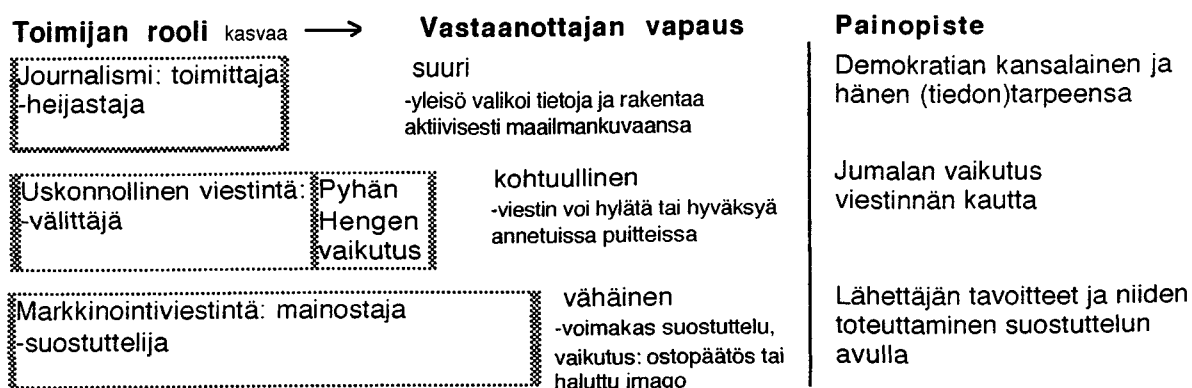 Toimijan rooli kasvaa → Vastaanottajan vapaus Painopiste
Journalismi: toimittaja
-heijastaja
suuri
-yleisö valikoi tietoja ja rakentaa
aktiivisesti maailmankuvaansa
Demokratian kansalainen ja
hänen (tiedon)tarpeensa
Uskonnollinen viestintä:
-välittäjä
Pyhän
Hengen
vaikutus
kohtuullinen
-viestin voi hylätä tai hyväksyä
annetuissa puitteissa
Jumalan vaikutus
viestinnän kautta
Markkinointiviestintä: mainostaja
-suostuttelija
vähäinen
-voimakas suostuttelu,
vaikutus: ostopäätös tai
haluttu imago
Lähettäjän tavoitteet ja niiden
toteuttaminen suostuttelun
avulla